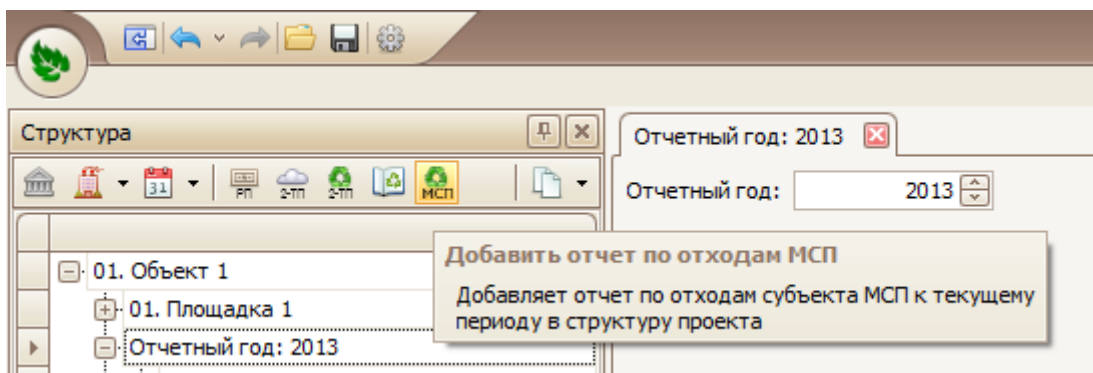 Структура
Отчетный год: 2013
31
РП
2-ТП
2-ТП
МСП
Отчетный год: 2013
Добавить отчет по отходам МСП
Добавляет отчет по отходам субъекта МСП к текущему
периоду в структуру проекта
01. Объект 1
01. Площадка 1
Отчетный год: 2013